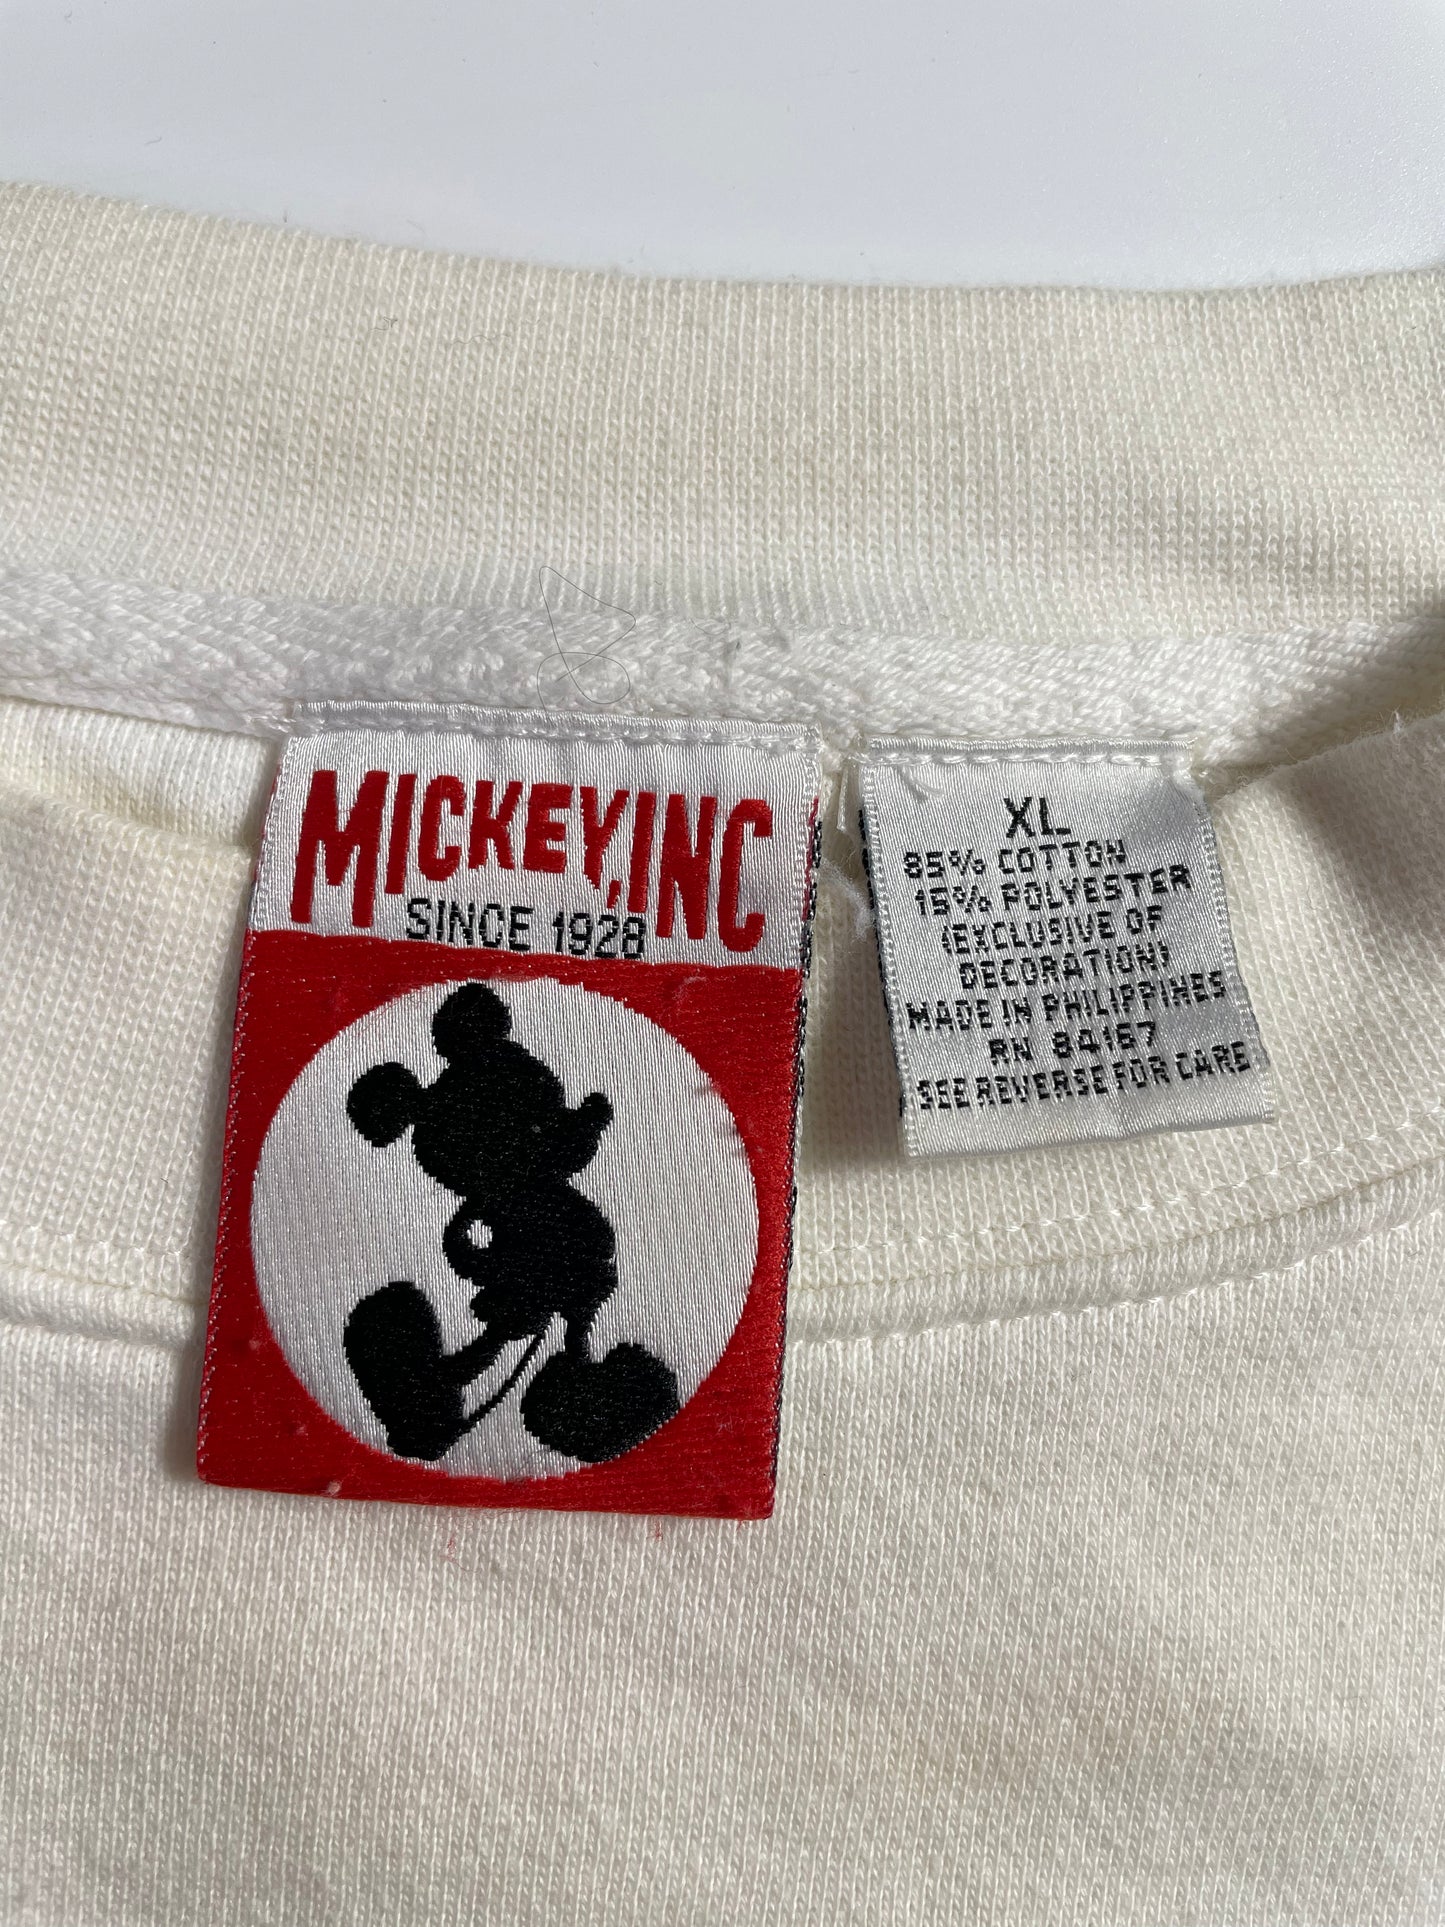 MICKEY, INC
SINCE 1928
XL
85% COTTON
15% POLYESTER
(EXCLUSIVE OF
DECORATION)
MADE IN PHILIPPINES
RN 84167
SEE REVERSE FOR CARE